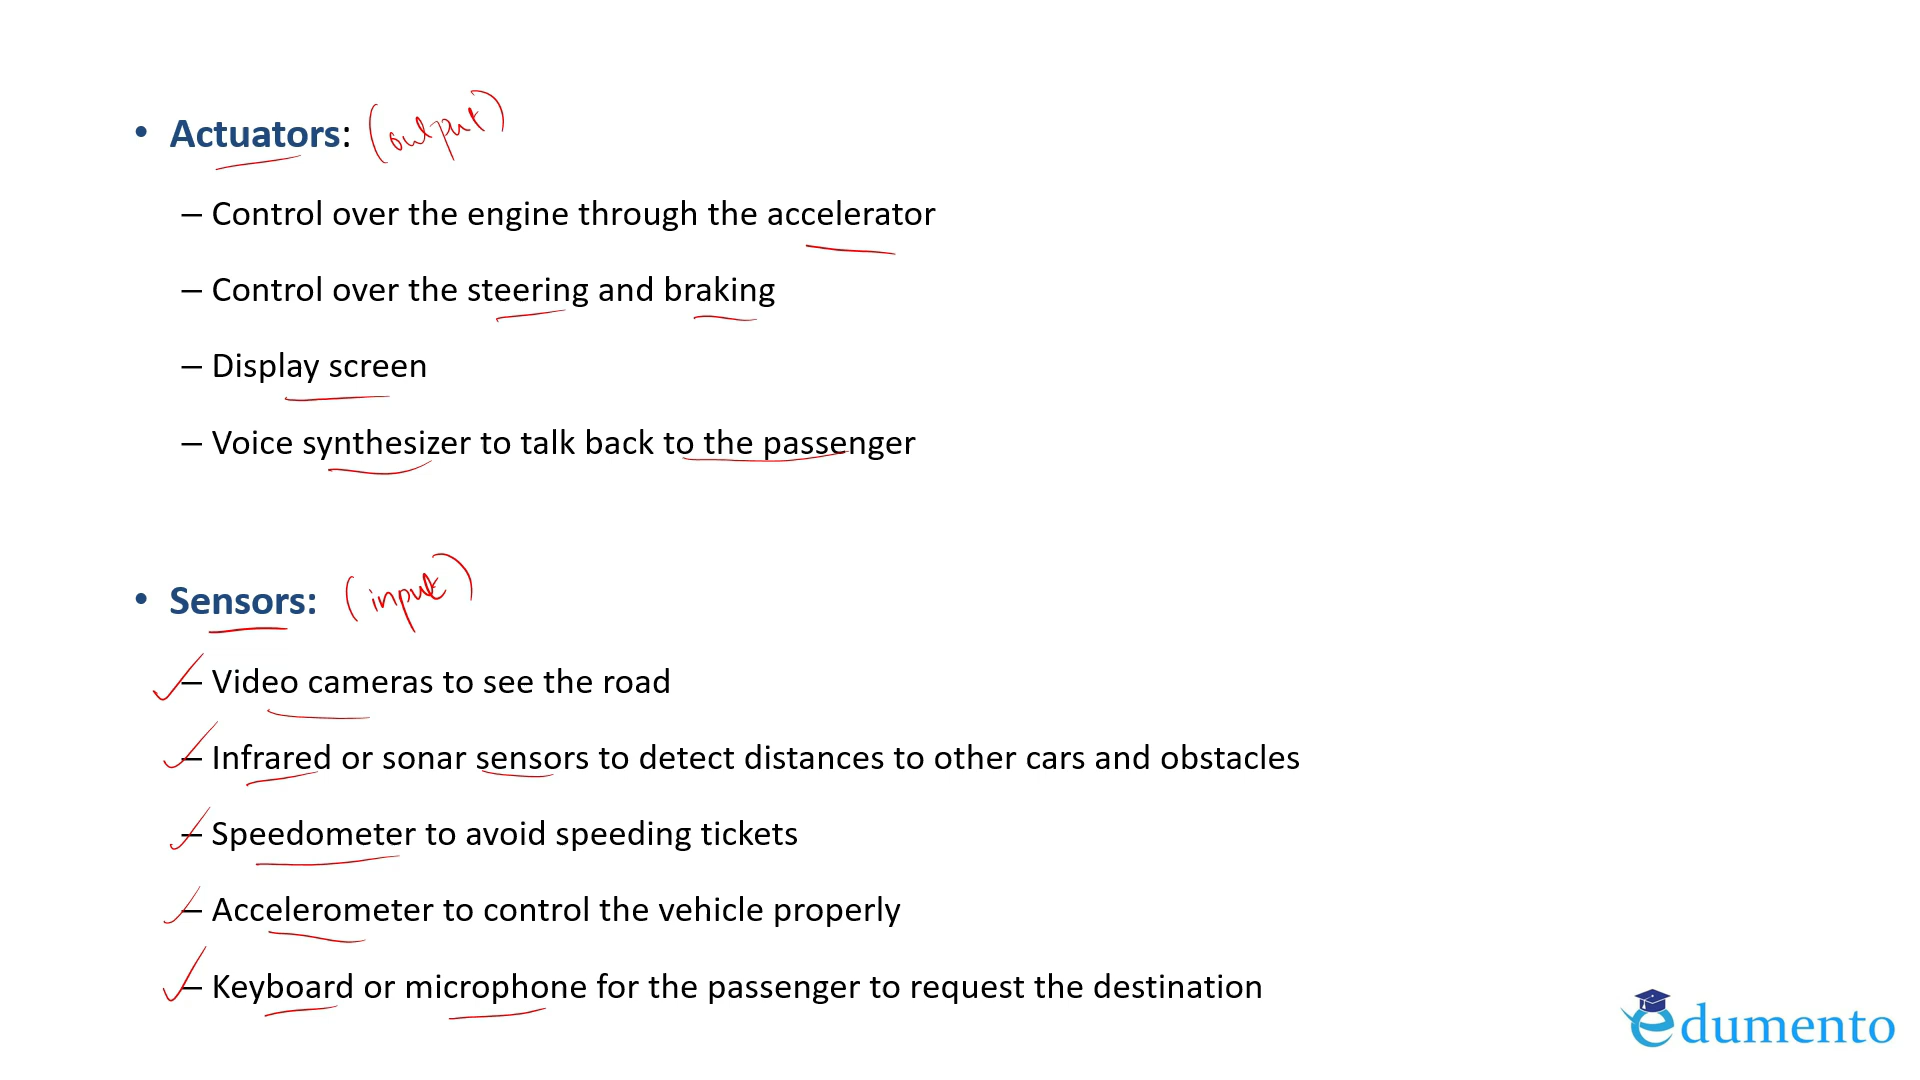 • Actuators: (output)
– Control over the engine through the accelerator
– Control over the steering and braking
– Display screen
– Voice synthesizer to talk back to the passenger
• Sensors: (input)
– Video cameras to see the road
– Infrared or sonar sensors to detect distances to other cars and obstacles
– Speedometer to avoid speeding tickets
– Accelerometer to control the vehicle properly
– Keyboard or microphone for the passenger to request the destination
edumento